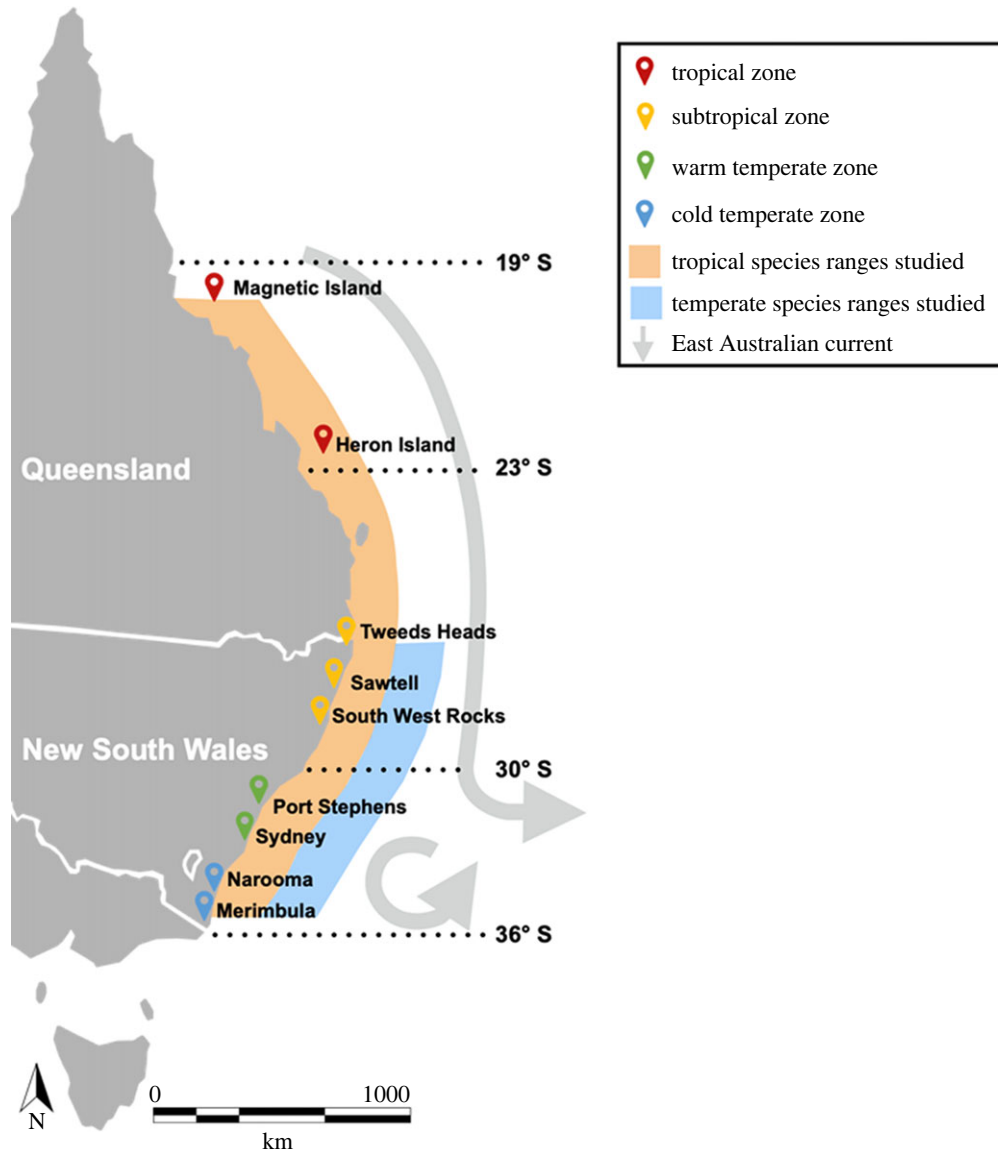 tropical zone
subtropical zone
warm temperate zone
cold temperate zone
tropical species ranges studied
temperate species ranges studied
East Australian current
19° S
Magnetic Island
Heron Island
Queensland
23° S
Tweeds Heads
Sawtell
South West Rocks
New South Wales
30° S
Port Stephens
Sydney
Narooma
Merimbula
36° S
N
0 1000
km